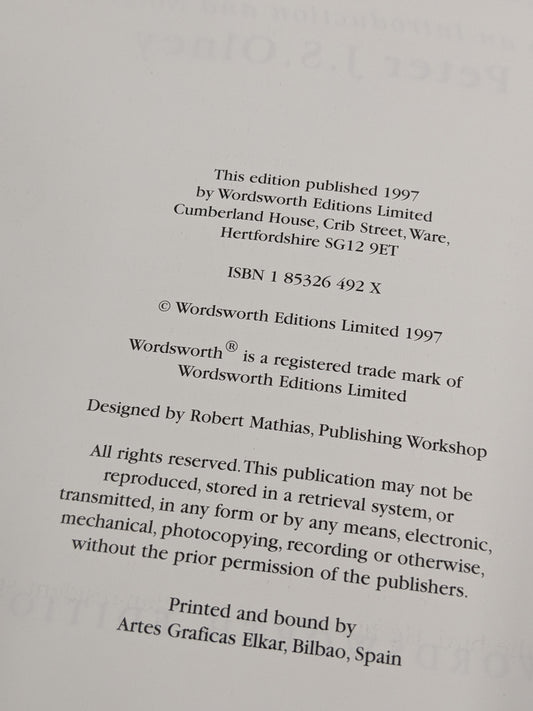 This edition published 1997
by Wordsworth Editions Limited
Cumberland House, Crib Street, Ware,
Hertfordshire SG12 9ET
ISBN 1 85326 492 X
© Wordsworth Editions Limited 1997
Wordsworth® is a registered trade mark of
Wordsworth Editions Limited
Designed by Robert Mathias, Publishing Workshop
All rights reserved. This publication may not be
reproduced, stored in a retrieval system, or
transmitted, in any form or by any means, electronic,
mechanical, photocopying, recording or otherwise,
without the prior permission of the publishers.
Printed and bound by
Artes Graficas Elkar, Bilbao, Spain